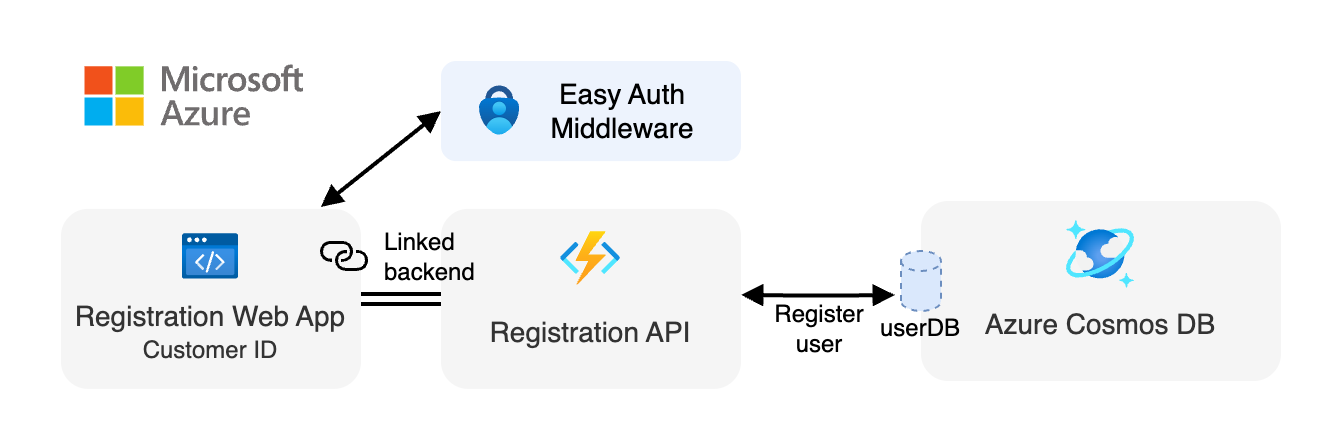 Microsoft
Azure
Easy Auth
Middleware
Linked
backend
Registration Web App
Customer ID
Registration API
Register
user
userDB
Azure Cosmos DB